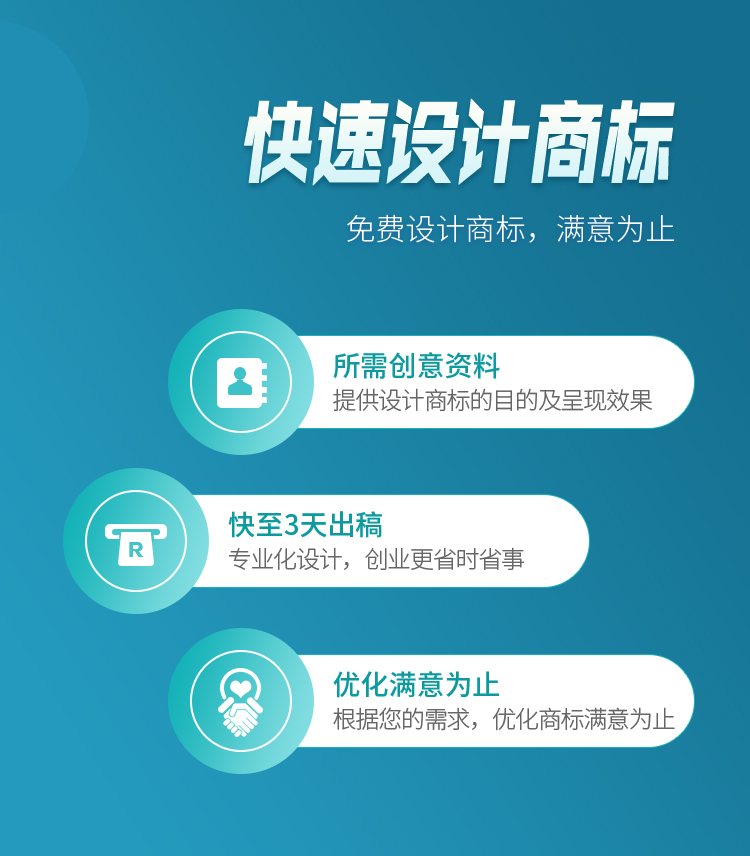 快速设计商标
免费设计商标，满意为止
所需创意资料
提供设计商标的目的及呈现效果
快至3天出稿
专业化设计，创业更省时省事
R
优化满意为止
根据您的需求，优化商标满意为止